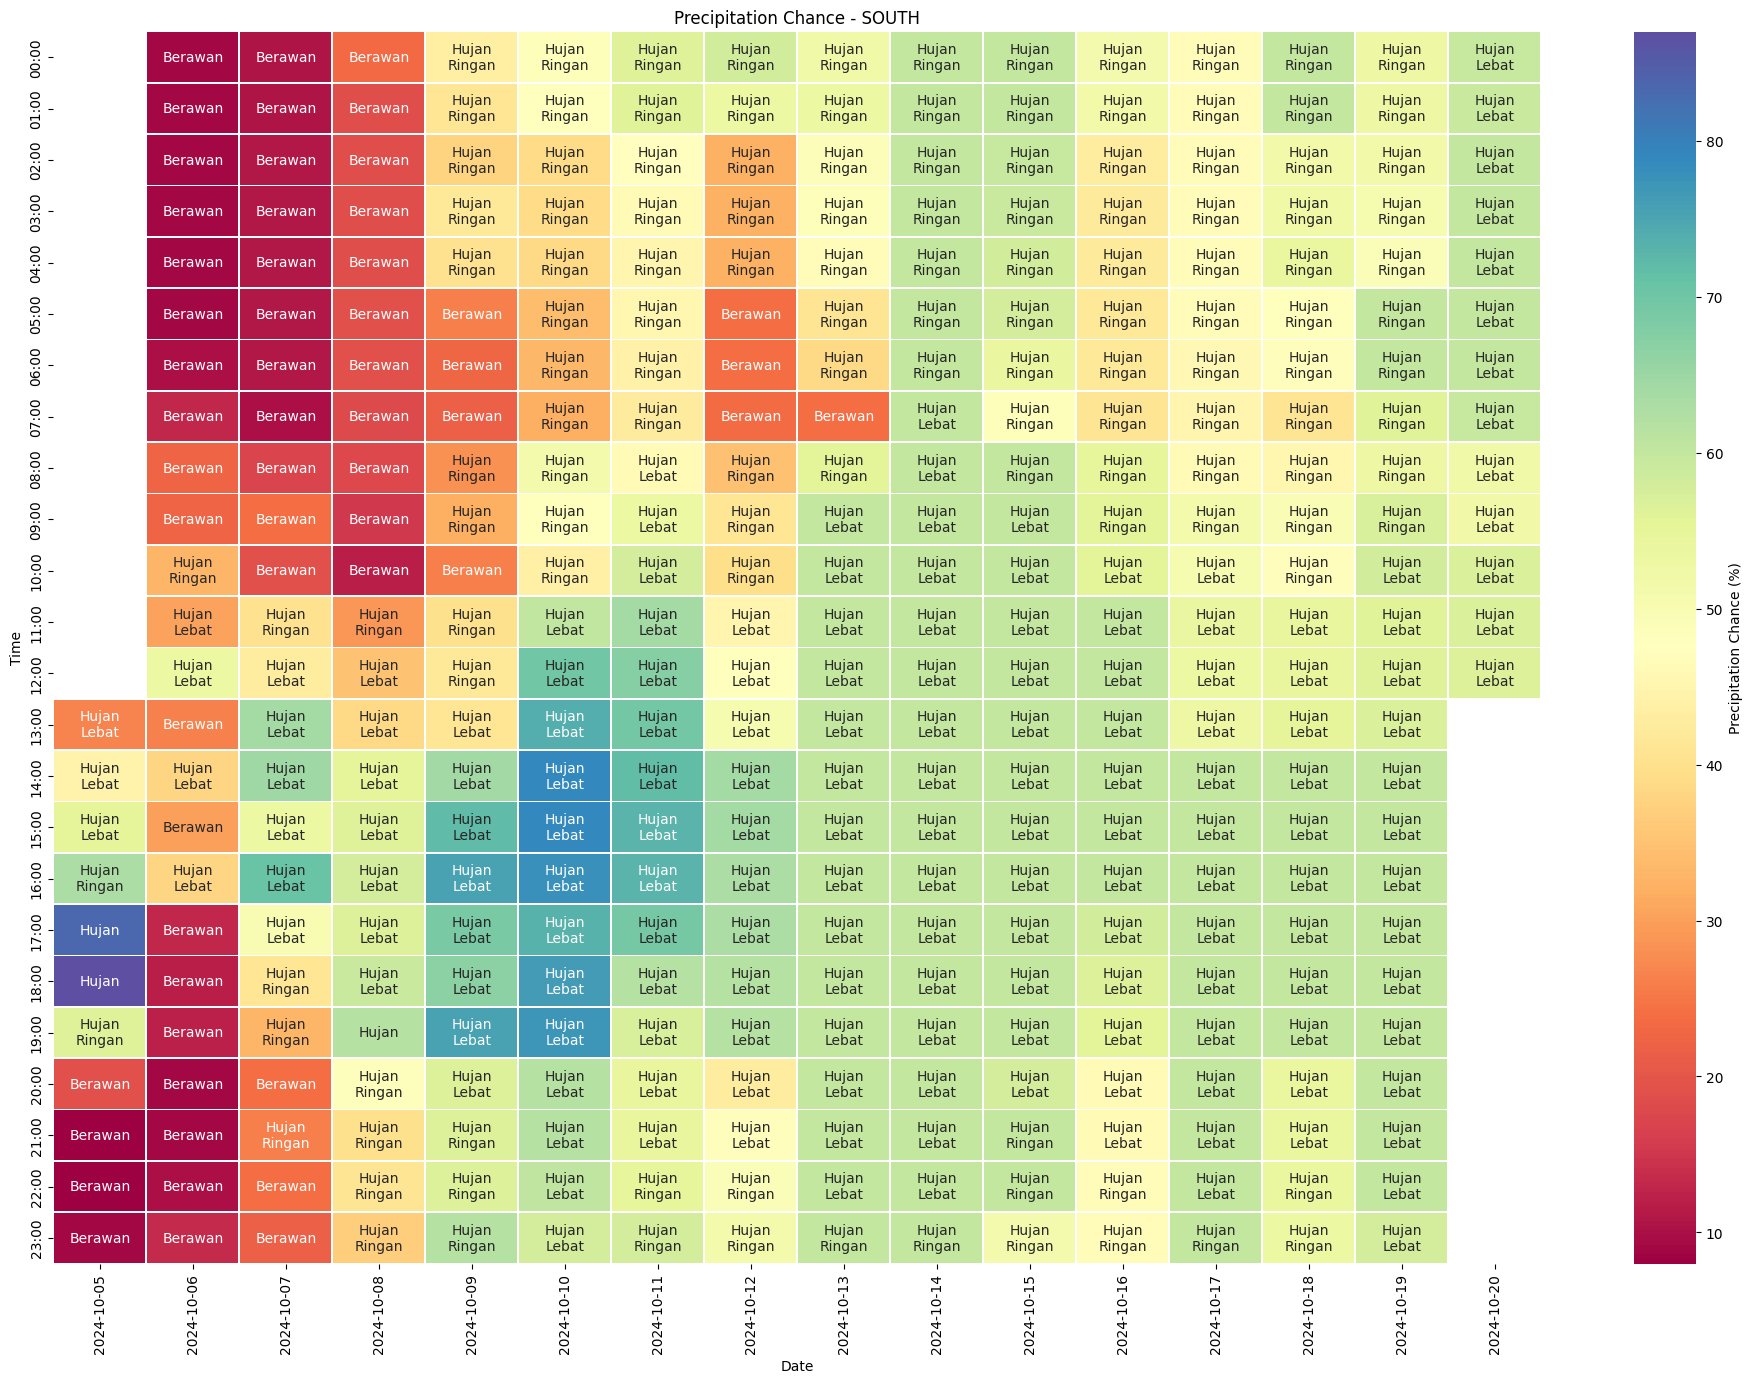 Precipitation Chance - SOUTH
00:00 Berawan Berawan Berawan Hujan Ringan Hujan Ringan Hujan Ringan Hujan Ringan Hujan Ringan Hujan Ringan Hujan Ringan Hujan Ringan Hujan Ringan Hujan Ringan Hujan Ringan Hujan Lebat
01:00 Berawan Berawan Berawan Hujan Ringan Hujan Ringan Hujan Ringan Hujan Ringan Hujan Ringan Hujan Ringan Hujan Ringan Hujan Ringan Hujan Ringan Hujan Ringan Hujan Ringan Hujan Lebat
02:00 Berawan Berawan Berawan Hujan Ringan Hujan Ringan Hujan Ringan Hujan Ringan Hujan Ringan Hujan Ringan Hujan Ringan Hujan Ringan Hujan Ringan Hujan Ringan Hujan Ringan Hujan Lebat
03:00 Berawan Berawan Berawan Hujan Ringan Hujan Ringan Hujan Ringan Hujan Ringan Hujan Ringan Hujan Ringan Hujan Ringan Hujan Ringan Hujan Ringan Hujan Ringan Hujan Ringan Hujan Lebat
04:00 Berawan Berawan Berawan Hujan Ringan Hujan Ringan Hujan Ringan Hujan Ringan Hujan Ringan Hujan Ringan Hujan Ringan Hujan Ringan Hujan Ringan Hujan Ringan Hujan Ringan Hujan Lebat
05:00 Berawan Berawan Berawan Berawan Hujan Ringan Hujan Ringan Berawan Hujan Ringan Hujan Ringan Hujan Ringan Hujan Ringan Hujan Ringan Hujan Ringan Hujan Ringan Hujan Lebat
06:00 Berawan Berawan Berawan Berawan Hujan Ringan Hujan Ringan Berawan Hujan Ringan Hujan Ringan Hujan Ringan Hujan Ringan Hujan Ringan Hujan Ringan Hujan Ringan Hujan Lebat
07:00 Berawan Berawan Berawan Berawan Hujan Ringan Hujan Ringan Berawan Berawan Hujan Lebat Hujan Ringan Hujan Ringan Hujan Ringan Hujan Ringan Hujan Ringan Hujan Lebat
08:00 Berawan Berawan Berawan Hujan Ringan Hujan Ringan Hujan Lebat Hujan Ringan Hujan Ringan Hujan Lebat Hujan Ringan Hujan Ringan Hujan Ringan Hujan Ringan Hujan Ringan Hujan Lebat
09:00 Berawan Berawan Berawan Hujan Ringan Hujan Ringan Hujan Lebat Hujan Ringan Hujan Lebat Hujan Lebat Hujan Lebat Hujan Ringan Hujan Ringan Hujan Ringan Hujan Ringan Hujan Lebat
10:00 Hujan Ringan Berawan Berawan Berawan Hujan Ringan Hujan Lebat Hujan Ringan Hujan Lebat Hujan Lebat Hujan Lebat Hujan Lebat Hujan Lebat Hujan Ringan Hujan Lebat Hujan Lebat
11:00 Hujan Lebat Hujan Ringan Hujan Ringan Hujan Ringan Hujan Lebat Hujan Lebat Hujan Lebat Hujan Lebat Hujan Lebat Hujan Lebat Hujan Lebat Hujan Lebat Hujan Lebat Hujan Lebat Hujan Lebat
12:00 Hujan Lebat Hujan Lebat Hujan Lebat Hujan Ringan Hujan Lebat Hujan Lebat Hujan Lebat Hujan Lebat Hujan Lebat Hujan Lebat Hujan Lebat Hujan Lebat Hujan Lebat Hujan Lebat Hujan Lebat
13:00 Hujan Lebat Berawan Hujan Lebat Hujan Lebat Hujan Lebat Hujan Lebat Hujan Lebat Hujan Lebat Hujan Lebat Hujan Lebat Hujan Lebat Hujan Lebat Hujan Lebat Hujan Lebat Hujan Lebat
14:00 Hujan Lebat Hujan Lebat Hujan Lebat Hujan Lebat Hujan Lebat Hujan Lebat Hujan Lebat Hujan Lebat Hujan Lebat Hujan Lebat Hujan Lebat Hujan Lebat Hujan Lebat Hujan Lebat Hujan Lebat
15:00 Hujan Lebat Berawan Hujan Lebat Hujan Lebat Hujan Lebat Hujan Lebat Hujan Lebat Hujan Lebat Hujan Lebat Hujan Lebat Hujan Lebat Hujan Lebat Hujan Lebat Hujan Lebat Hujan Lebat
16:00 Hujan Ringan Hujan Lebat Hujan Lebat Hujan Lebat Hujan Lebat Hujan Lebat Hujan Lebat Hujan Lebat Hujan Lebat Hujan Lebat Hujan Lebat Hujan Lebat Hujan Lebat Hujan Lebat Hujan Lebat
17:00 Hujan Berawan Hujan Lebat Hujan Lebat Hujan Lebat Hujan Lebat Hujan Lebat Hujan Lebat Hujan Lebat Hujan Lebat Hujan Lebat Hujan Lebat Hujan Lebat Hujan Lebat Hujan Lebat
18:00 Hujan Berawan Hujan Ringan Hujan Lebat Hujan Lebat Hujan Lebat Hujan Lebat Hujan Lebat Hujan Lebat Hujan Lebat Hujan Lebat Hujan Lebat Hujan Lebat Hujan Lebat Hujan Lebat
19:00 Hujan Ringan Berawan Hujan Ringan Hujan Hujan Lebat Hujan Lebat Hujan Lebat Hujan Lebat Hujan Lebat Hujan Lebat Hujan Lebat Hujan Lebat Hujan Lebat Hujan Lebat Hujan Lebat
20:00 Berawan Berawan Berawan Hujan Ringan Hujan Lebat Hujan Lebat Hujan Lebat Hujan Lebat Hujan Lebat Hujan Lebat Hujan Lebat Hujan Lebat Hujan Lebat Hujan Lebat Hujan Lebat
21:00 Berawan Berawan Hujan Ringan Hujan Ringan Hujan Ringan Hujan Lebat Hujan Lebat Hujan Lebat Hujan Lebat Hujan Lebat Hujan Ringan Hujan Lebat Hujan Lebat Hujan Lebat Hujan Lebat
22:00 Berawan Berawan Berawan Hujan Ringan Hujan Ringan Hujan Lebat Hujan Ringan Hujan Ringan Hujan Lebat Hujan Lebat Hujan Ringan Hujan Ringan Hujan Lebat Hujan Ringan Hujan Lebat
23:00 Berawan Berawan Berawan Hujan Ringan Hujan Ringan Hujan Lebat Hujan Ringan Hujan Ringan Hujan Ringan Hujan Ringan Hujan Ringan Hujan Ringan Hujan Ringan Hujan Ringan Hujan Lebat
Time
2024-10-05 2024-10-06 2024-10-07 2024-10-08 2024-10-09 2024-10-10 2024-10-11 2024-10-12 2024-10-13 2024-10-14 2024-10-15 2024-10-16 2024-10-17 2024-10-18 2024-10-19 2024-10-20
Date
80
70
60
50
40
30
20
10
Precipitation Chance (%)